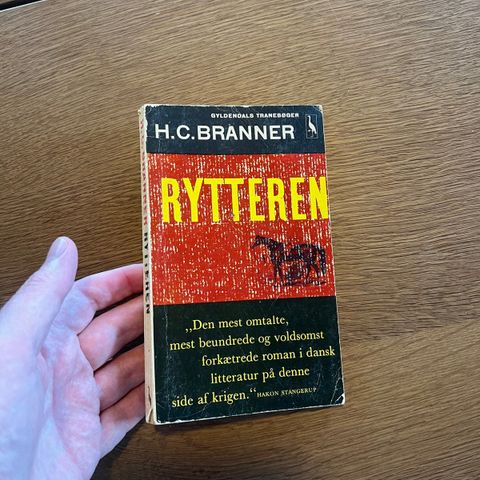 GYLDENDALS TRANEBØGER
H.C. BRANNER
RYTTEREN
„Den mest omtalte,
mest beundrede og voldsomst
forkætrede roman i dansk
litteratur på denne
side af krigen.“ HAKON STANGERUP
RYTTEREN